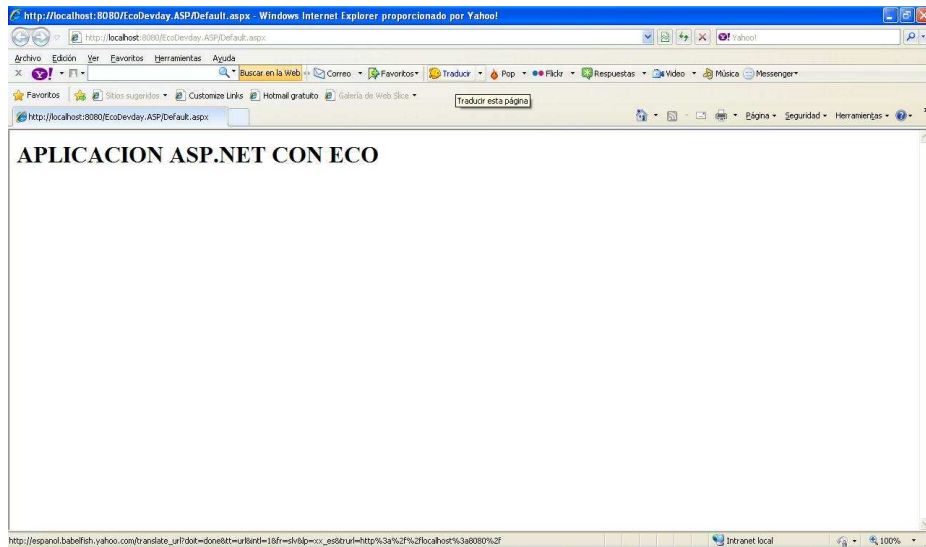 http://localhost:8080/EcoDevday.ASP/Default.aspx - Windows Internet Explorer proporcionado por Yahoo!
http://localhost:8080/EcoDevday.ASP/Default.aspx Yahoo!
Archivo Edición Ver Favoritos Herramientas Ayuda
Buscar en la Web Correo Favoritos Traducir Pop Flickr Respuestas Video Música Messenger
Favoritos Sitios sugeridos Customize Links Hotmail gratuito Galería de Web Slice
Traducir esta página
http://localhost:8080/EcoDevday.ASP/Default.aspx Página Seguridad Herramientas
APLICACION ASP.NET CON ECO
http://espanol.babelfish.yahoo.com/translate_url?doit=done&tt=url&intl=1&fr=slv&lp=xx_es&trurl=http%3a%2f%2flocalhost%3a8080%2f Intranet local 100%